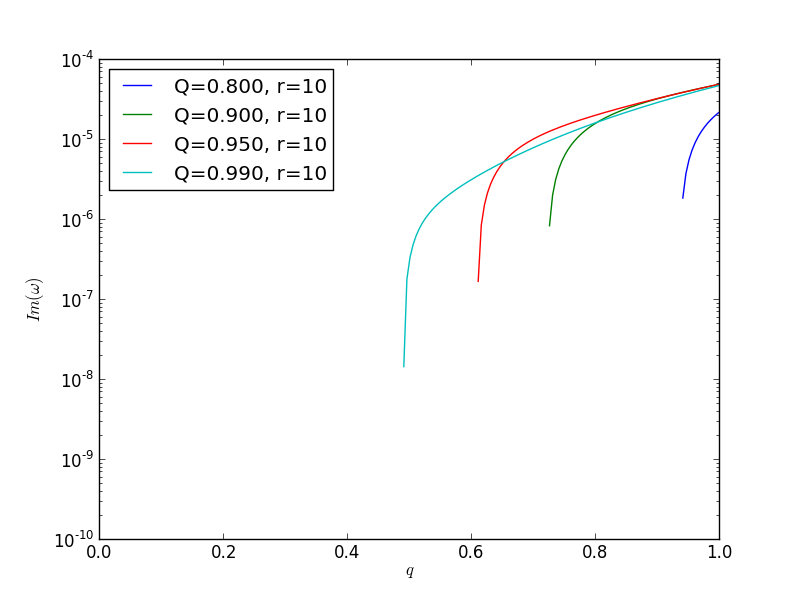 10^-4
10^-5
10^-6
10^-7
10^-8
10^-9
10^-10
Im(ω)
Q=0.800, r=10
Q=0.900, r=10
Q=0.950, r=10
Q=0.990, r=10
0.0 0.2 0.4 0.6 0.8 1.0
q